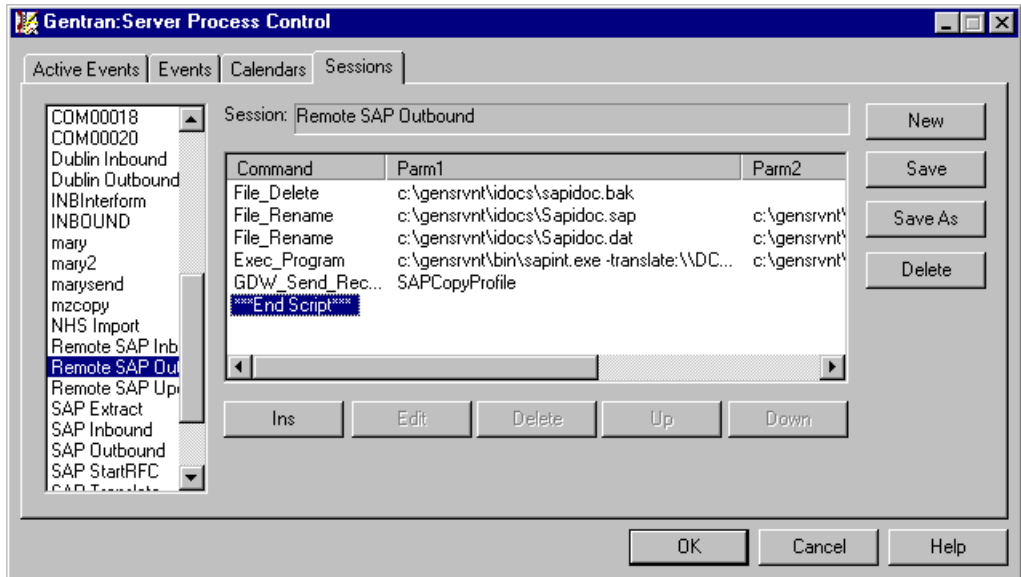 Gentran:Server Process Control
Active Events Events Calendars Sessions
COM00018
COM00020
Dublin Inbound
Dublin Outbound
INBInterform
INBOUND
mary
mary2
marysend
mzcopy
NHS Import
Remote SAP Inb
Remote SAP Out
Remote SAP Up
SAP Extract
SAP Inbound
SAP Outbound
SAP StartRFC
Session: Remote SAP Outbound
Command Parm1 Parm2
File_Delete c:\gensrvnt\idocs\sapidoc.bak
File_Rename c:\gensrvnt\idocs\Sapidoc.sap c:\gensrvnt\
File_Rename c:\gensrvnt\idocs\Sapidoc.dat c:\gensrvnt\
Exec_Program c:\gensrvnt\bin\sapint.exe -translate:\\DC... c:\gensrvnt\
GDW_Send_Rec... SAPCopyProfile
***End Script***
Ins Edit Delete Up Down
New
Save
Save As
Delete
OK Cancel Help